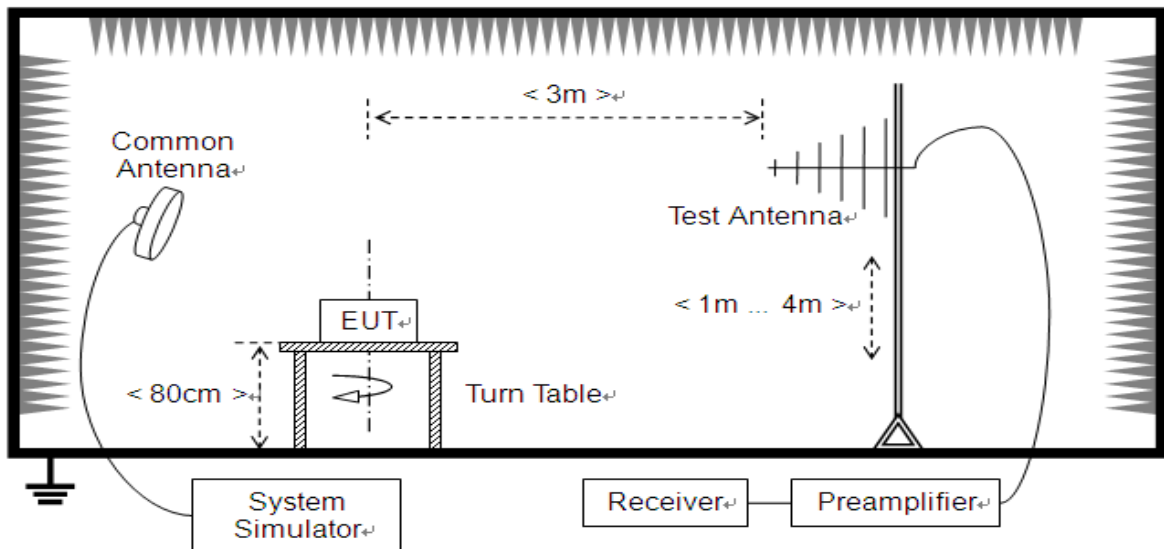 < 3m >↵
Common
Antenna↵
Test Antenna↵
< 1m ... 4m >↵
EUT↵
< 80cm >↵
Turn Table↵
System
Simulator↵
Receiver↵
Preamplifier↵